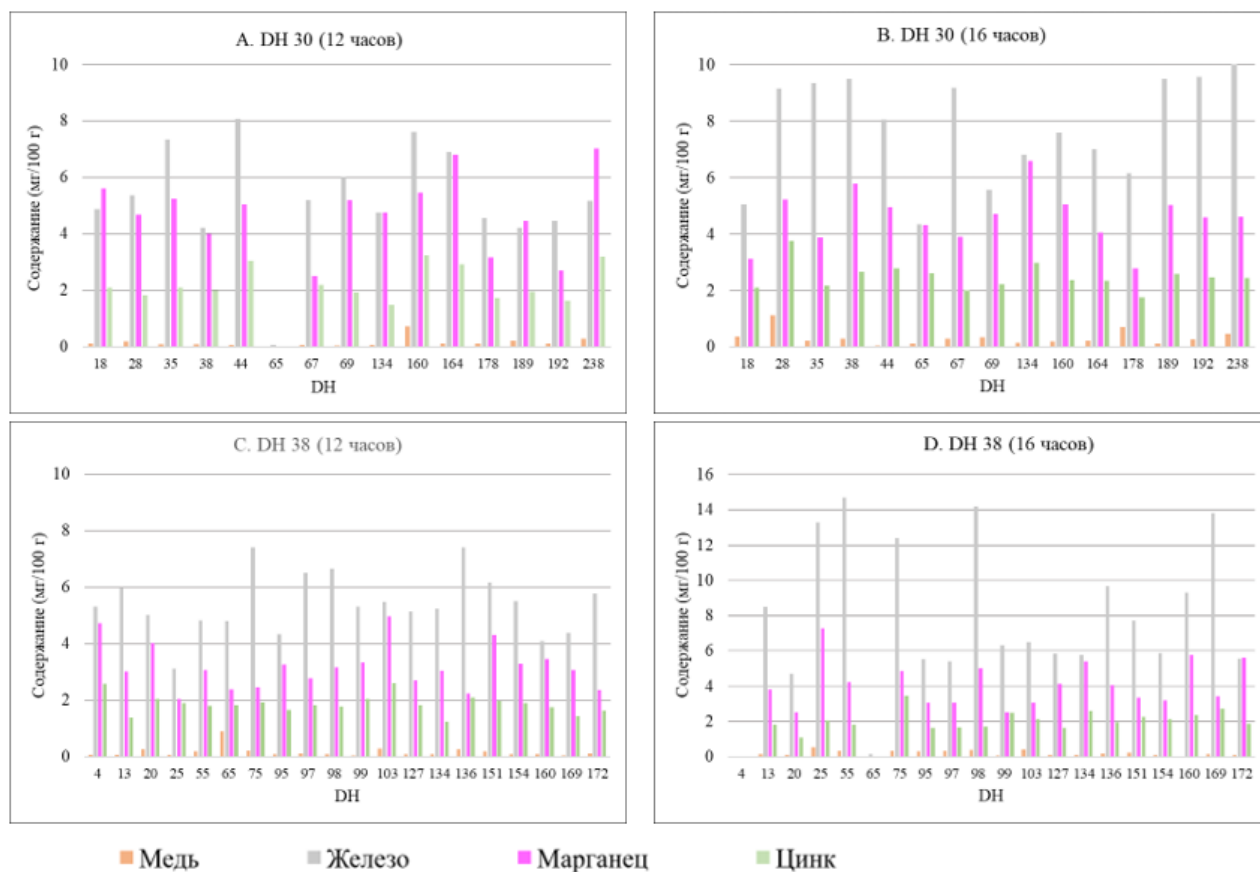 A. DH 30 (12 часов)
Содержание (мг/100 г)
10
8
6
4
2
0
18 28 35 38 44 65 67 69 134 160 164 178 189 192 238
DH
B. DH 30 (16 часов)
Содержание (мг/100 г)
10
8
6
4
2
0
18 28 35 38 44 65 67 69 134 160 164 178 189 192 238
DH
C. DH 38 (12 часов)
Содержание (мг/100 г)
10
8
6
4
2
0
4 13 20 25 55 65 75 95 97 98 99 103 127 134 136 151 154 160 169 172
DH
D. DH 38 (16 часов)
Содержание (мг/100 г)
16
14
12
10
8
6
4
2
0
4 13 20 25 55 65 75 95 97 98 99 103 127 134 136 151 154 160 169 172
DH
Медь Железо Марганец Цинк